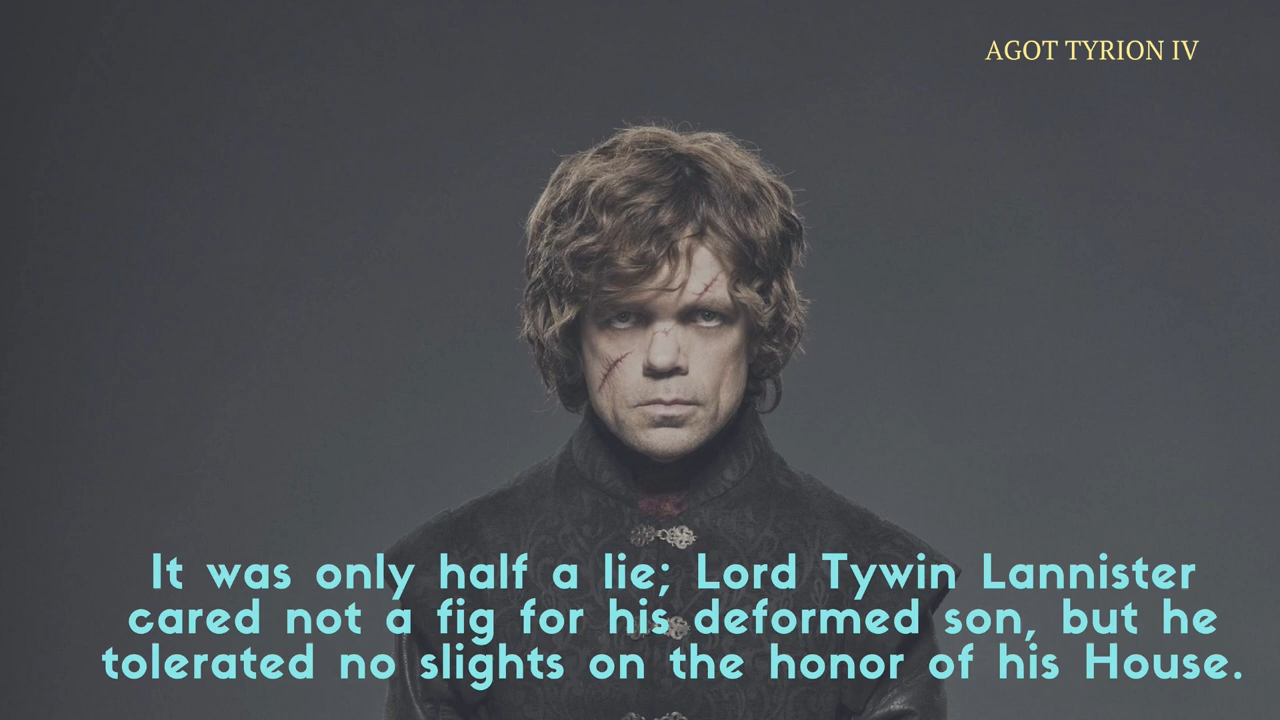 AGOT TYRION IV
It was only half a lie; Lord Tywin Lannister
cared not a fig for his deformed son, but he
tolerated no slights on the honor of his House.